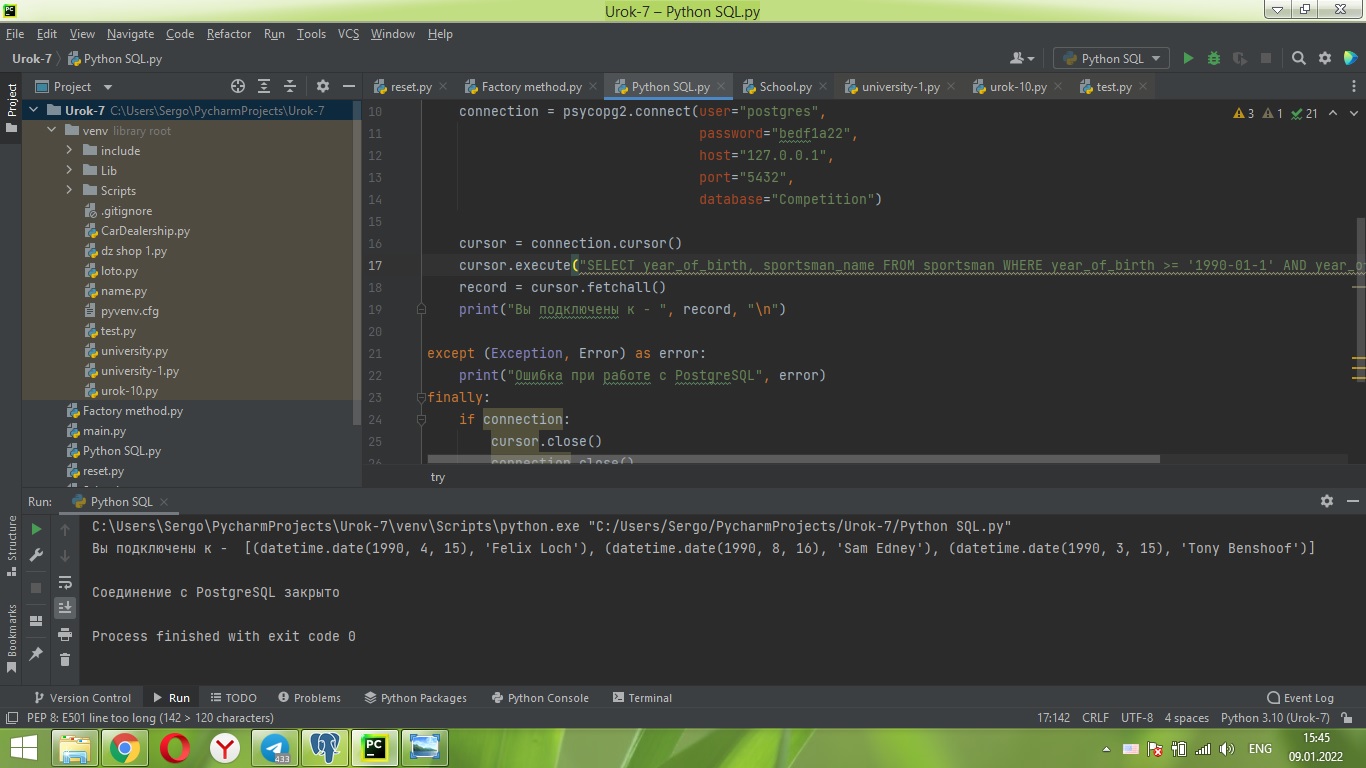 Urok-7 – Python SQL.py
File Edit View Navigate Code Refactor Run Tools VCS Window Help
Urok-7 Python SQL.py
Python SQL
Project
reset.py Factory method.py Python SQL.py School.py university-1.py urok-10.py test.py
Project
Urok-7 C:\Users\Sergo\PycharmProjects\Urok-7
venv library root
include
Lib
Scripts
.gitignore
CarDealership.py
dz shop 1.py
loto.py
name.py
pyvenv.cfg
test.py
university.py
university-1.py
urok-10.py
Factory method.py
main.py
Python SQL.py
reset.py
3 1 21
10 connection = psycopg2.connect(user="postgres",
11 password="bedf1a22",
12 host="127.0.0.1",
13 port="5432",
14 database="Competition")
15
16 cursor = connection.cursor()
17 cursor.execute("SELECT year_of_birth, sportsman_name FROM sportsman WHERE year_of_birth >= '1990-01-1' AND year_o
18 record = cursor.fetchall()
19 print("Вы подключены к - ", record, "\n")
20
21 except (Exception, Error) as error:
22 print("Ошибка при работе с PostgreSQL", error)
23 finally:
24 if connection:
25 cursor.close()
26 connection.close()
try
Run: Python SQL
C:\Users\Sergo\PycharmProjects\Urok-7\venv\Scripts\python.exe "C:/Users/Sergo/PycharmProjects/Urok-7/Python SQL.py"
Вы подключены к -  [(datetime.date(1990, 4, 15), 'Felix Loch'), (datetime.date(1990, 8, 16), 'Sam Edney'), (datetime.date(1990, 3, 15), 'Tony Benshoof')]
Соединение с PostgreSQL закрыто
Process finished with exit code 0
Structure
Bookmarks
Version Control Run TODO Problems Python Packages Python Console Terminal Event Log
PEP 8: E501 line too long (142 > 120 characters) 17:142 CRLF UTF-8 4 spaces Python 3.10 (Urok-7)
433
PC
ENG
15:45
09.01.2022